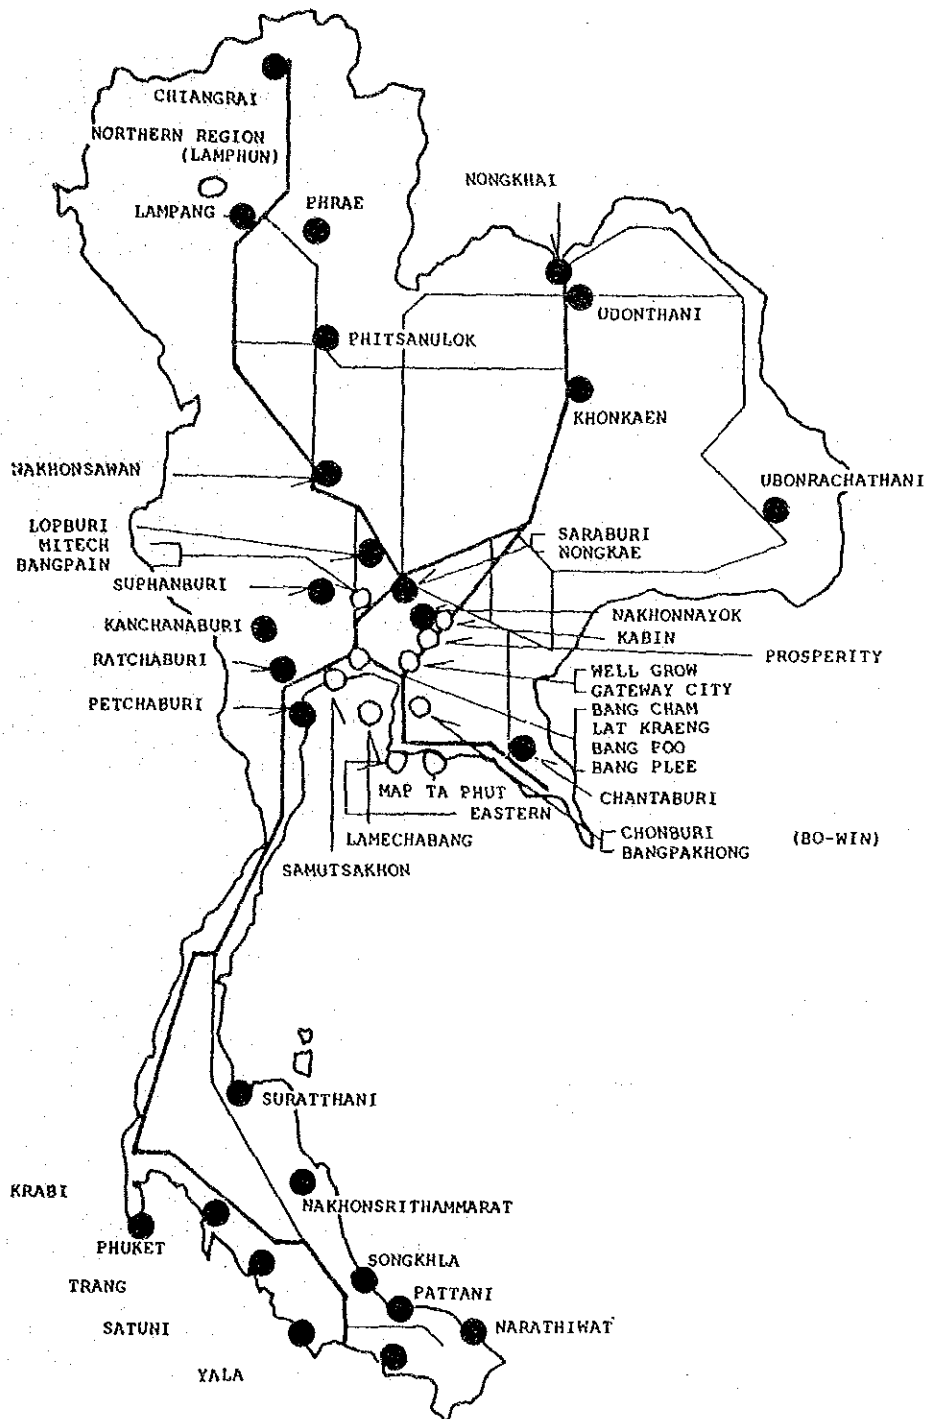 CHIANGRAI
NORTHERN REGION
(LAMPHUN)
NONGKHAI
LAMPANG
PHRAE
UDONTHANI
PHITSANULOK
KHONKAEN
NAKHONSAWAN
UBONRACHATHANI
LOPBURI
HITECH
BANGPAIN
SUPHANBURI
KANCHANABURI
RATCHABURI
PETCHABURI
SARABURI
NONGKAE
NAKHONNAYOK
KABIN
PROSPERITY
WELL GROW
GATEWAY CITY
BANG CHAM
LAT KRAENG
BANG POO
BANG PLEE
CHANTABURI
MAP TA PHUT
EASTERN
CHONBURI (BO-WIN)
BANGPAKHONG
LAMECHABANG
SAMUTSAKHON
SURATTHANI
KRABI
NAKHONSRITHAMMARAT
PHUKET
SONGKHLA
TRANG
PATTANI
SATUNI
NARATHIWAT
YALA